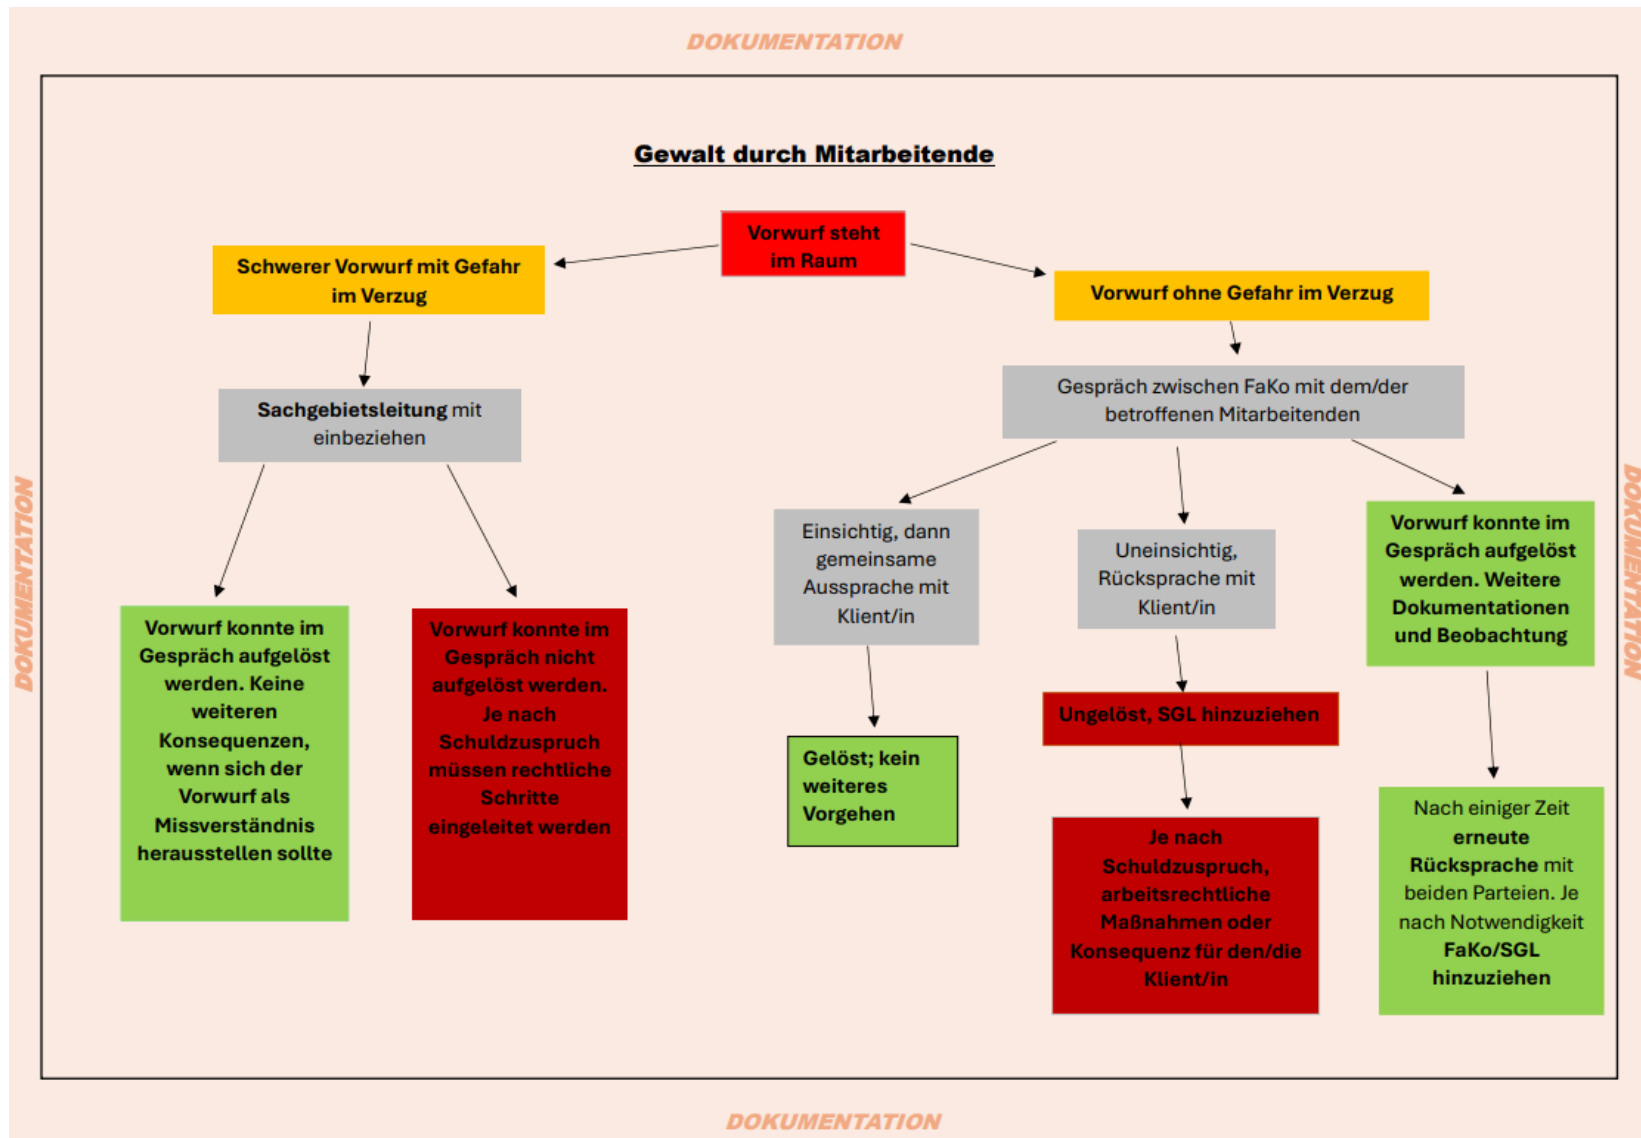 DOKUMENTATION
Gewalt durch Mitarbeitende
Vorwurf steht
im Raum
Schwerer Vorwurf mit Gefahr
im Verzug
Vorwurf ohne Gefahr im Verzug
Sachgebietsleitung mit
einbeziehen
Gespräch zwischen FaKo mit dem/der
betroffenen Mitarbeitenden
Vorwurf konnte im
Gespräch aufgelöst
werden. Keine
weiteren
Konsequenzen,
wenn sich der
Vorwurf als
Missverständnis
herausstellen sollte
Vorwurf konnte im
Gespräch nicht
aufgelöst werden.
Je nach
Schuldzuspruch
müssen rechtliche
Schritte
eingeleitet werden
Einsichtig, dann
gemeinsame
Aussprache mit
Klient/in
Gelöst; kein
weiteres
Vorgehen
Uneinsichtig,
Rücksprache mit
Klient/in
Ungelöst, SGL hinzuziehen
Je nach
Schuldzuspruch,
arbeitsrechtliche
Maßnahmen oder
Konsequenz für den/die
Klient/in
Vorwurf konnte im
Gespräch aufgelöst
werden. Weitere
Dokumentationen
und Beobachtung
Nach einiger Zeit
erneute
Rücksprache mit
beiden Parteien. Je
nach Notwendigkeit
FaKo/SGL
hinzuziehen
DOKUMENTATION
DOKUMENTATION
DOKUMENTATION